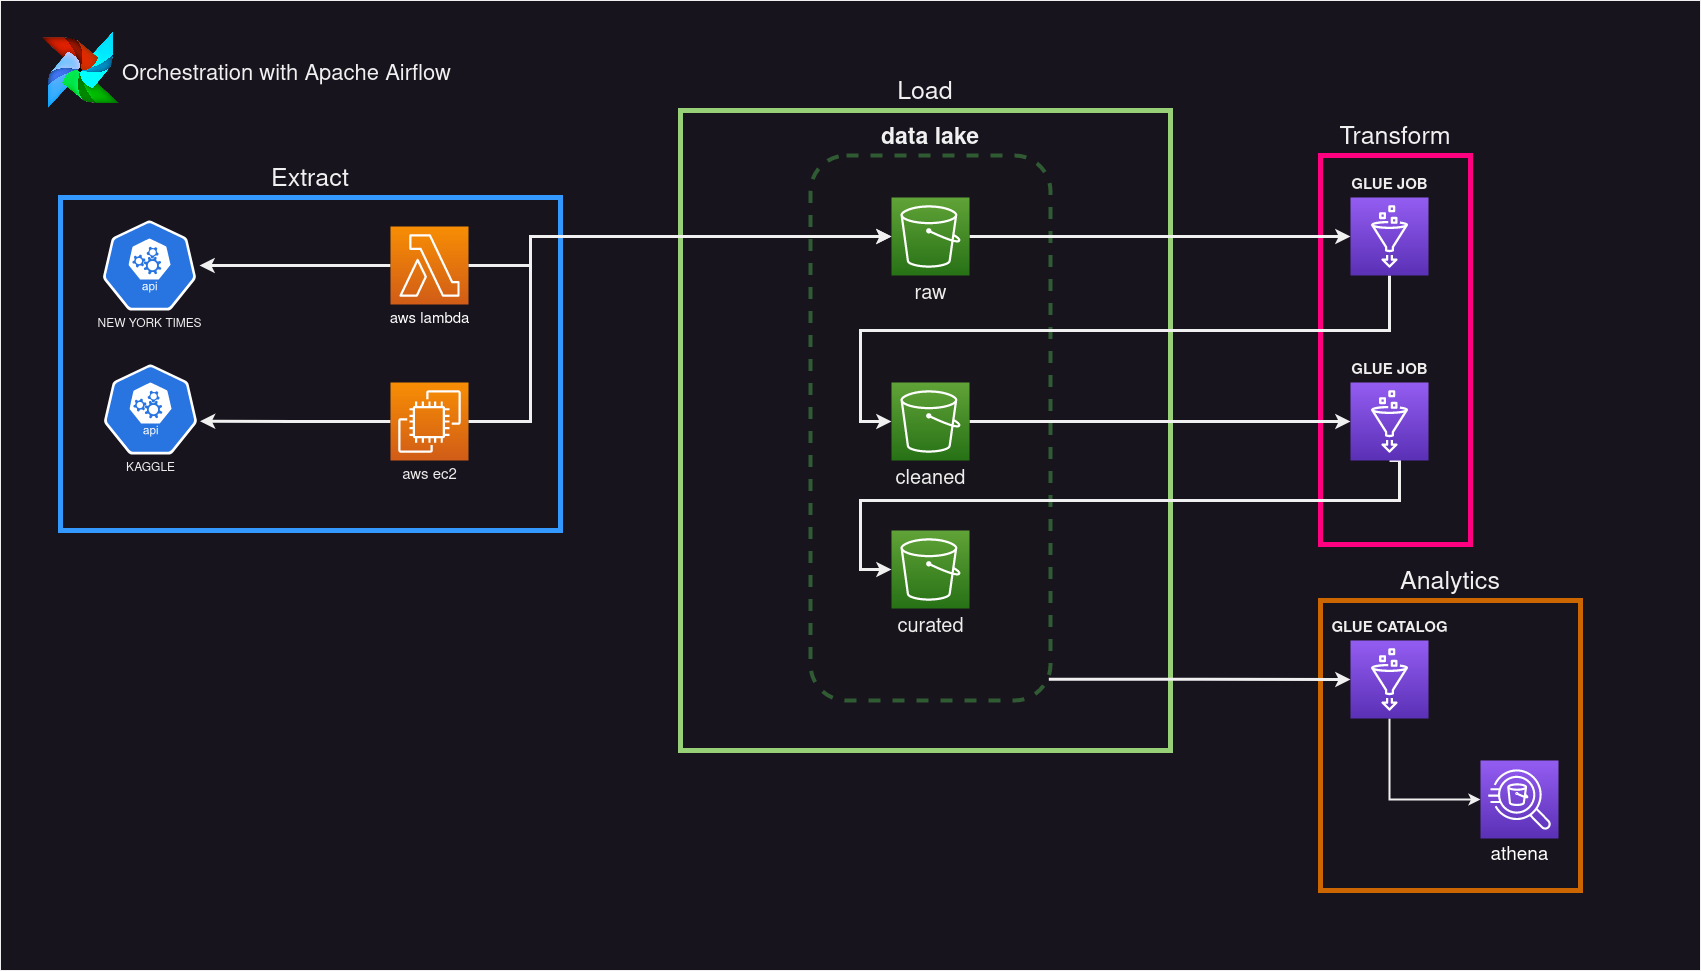 Orchestration with Apache Airflow
Extract
api
NEW YORK TIMES
aws lambda
api
KAGGLE
aws ec2
Load
data lake
raw
cleaned
curated
Transform
GLUE JOB
GLUE JOB
Analytics
GLUE CATALOG
athena